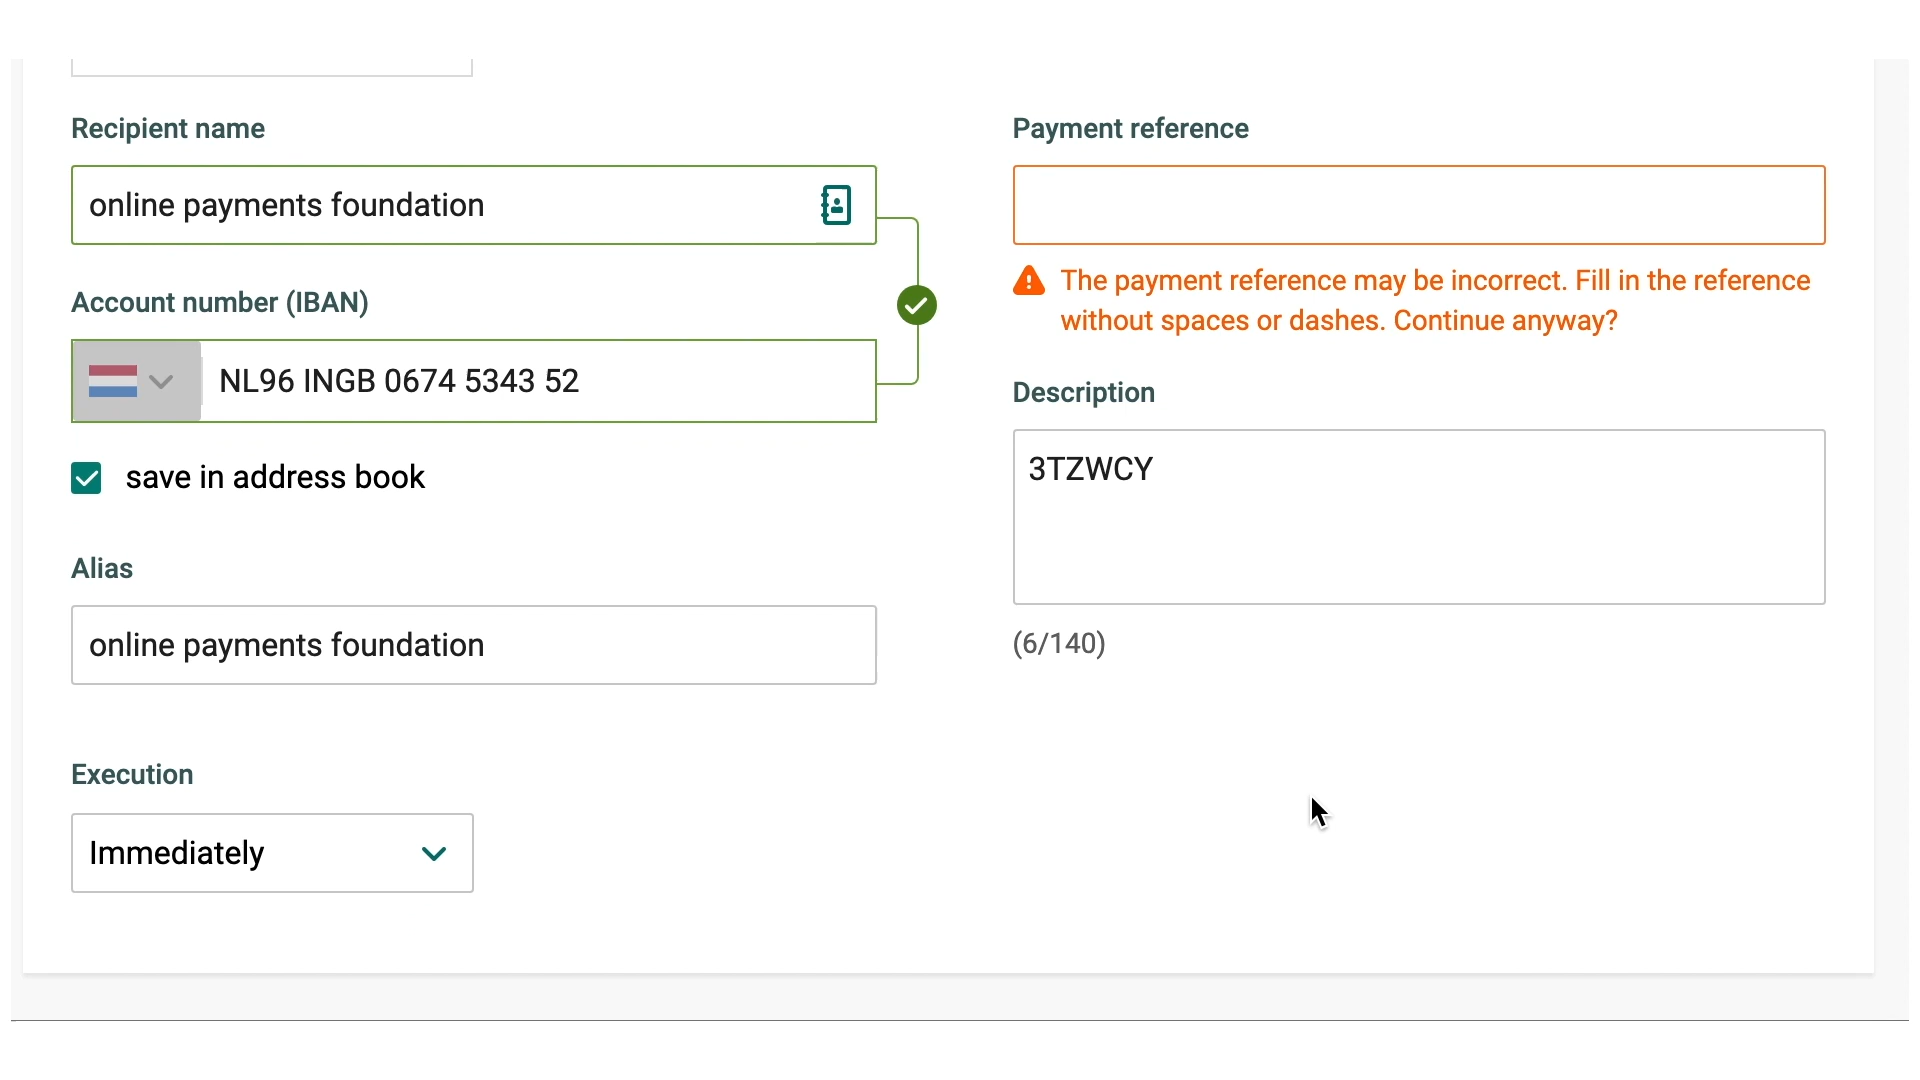 Recipient name
online payments foundation
Account number (IBAN)
NL96 INGB 0674 5343 52
save in address book
Alias
online payments foundation
Execution
Immediately
Payment reference
The payment reference may be incorrect. Fill in the reference
without spaces or dashes. Continue anyway?
Description
3TZWCY
(6/140)